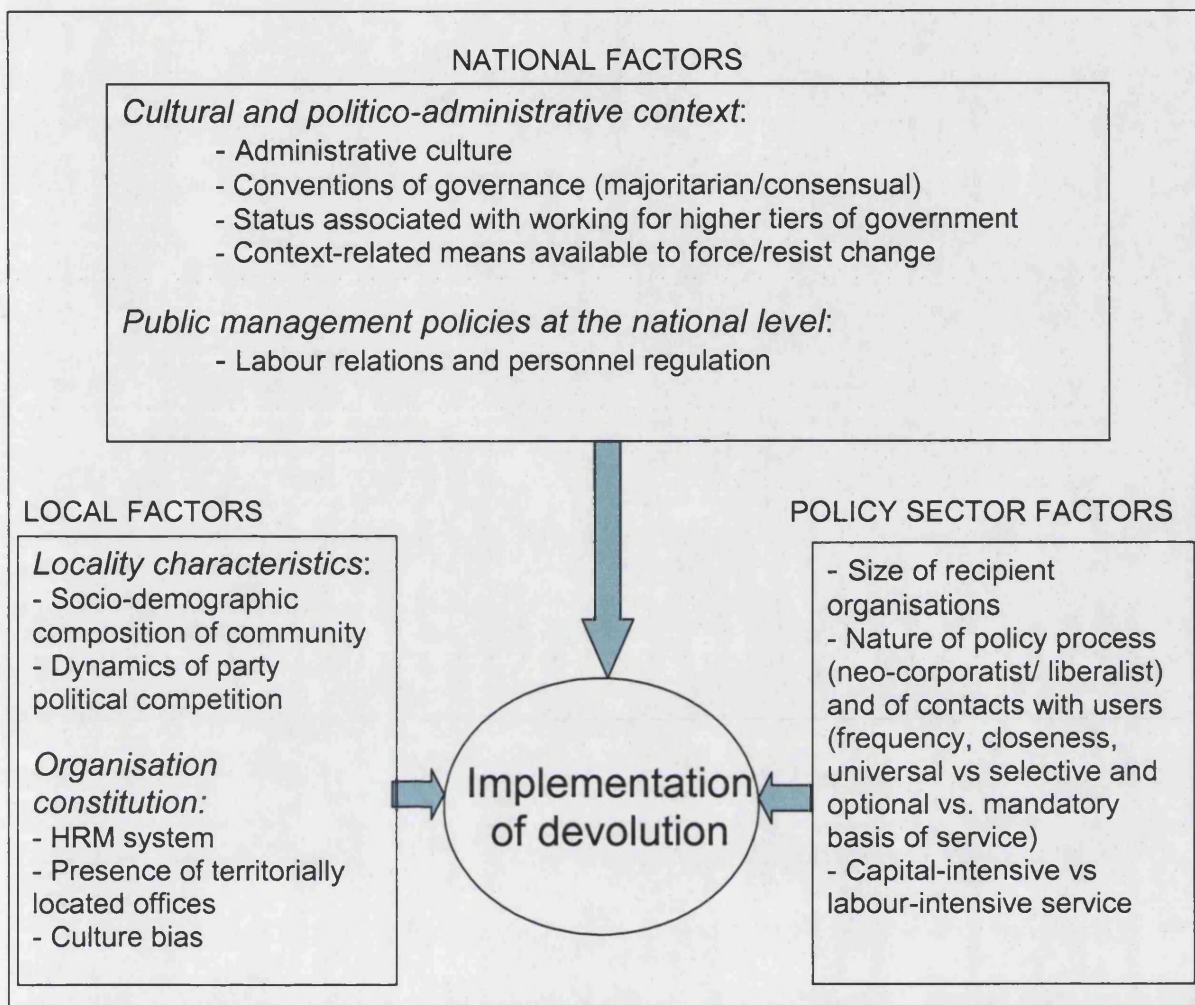 NATIONAL FACTORS
Cultural and politico-administrative context:
- Administrative culture
- Conventions of governance (majoritarian/consensual)
- Status associated with working for higher tiers of government
- Context-related means available to force/resist change
Public management policies at the national level:
- Labour relations and personnel regulation
LOCAL FACTORS
Locality characteristics:
- Socio-demographic
composition of community
- Dynamics of party
political competition
Organisation
constitution:
- HRM system
- Presence of territorially
located offices
- Culture bias
Implementation
of devolution
POLICY SECTOR FACTORS
- Size of recipient
organisations
- Nature of policy process
(neo-corporatist/ liberalist)
and of contacts with users
(frequency, closeness,
universal vs selective and
optional vs. mandatory
basis of service)
- Capital-intensive vs
labour-intensive service